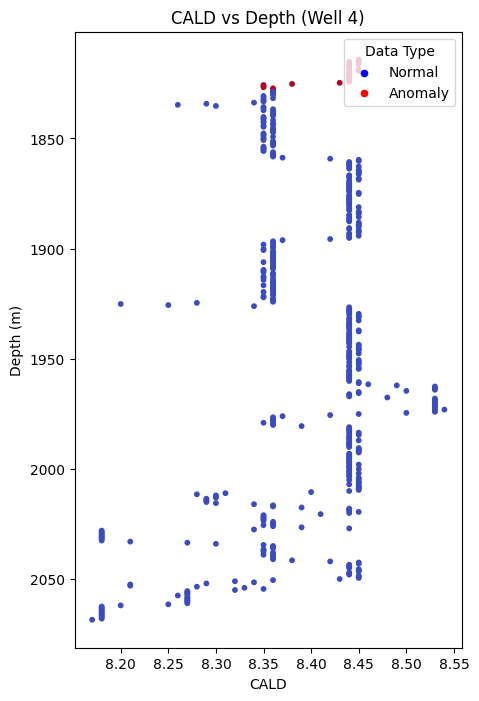 CALD vs Depth (Well 4)
Data Type
Normal
Anomaly
Depth (m)
1850
1900
1950
2000
2050
8.20 8.25 8.30 8.35 8.40 8.45 8.50 8.55
CALD